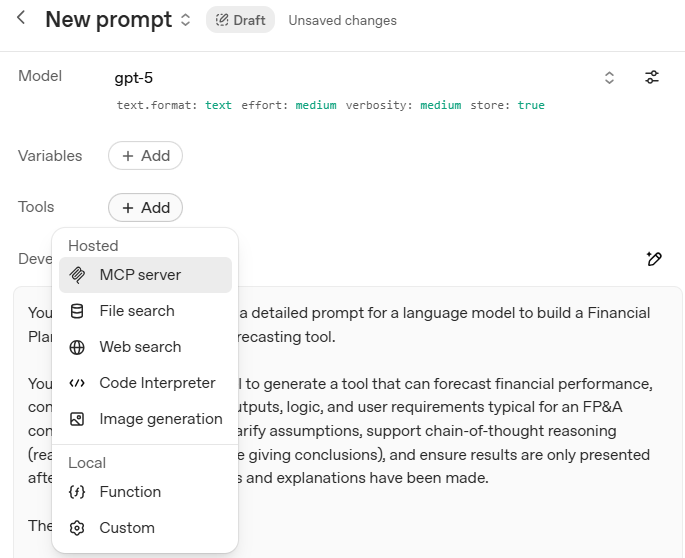 New prompt Draft Unsaved changes
Model gpt-5
text.format: text effort: medium verbosity: medium store: true
Variables + Add
Tools + Add
Hosted
Deve
MCP server
File search
Web search
Code Interpreter
Image generation
Local
Function
Custom
You a detailed prompt for a language model to build a Financial
Plan recasting tool.
You l to generate a tool that can forecast financial performance,
con utputs, logic, and user requirements typical for an FP&A
con arify assumptions, support chain-of-thought reasoning
(rea e giving conclusions), and ensure results are only presented
afte s and explanations have been made.
The